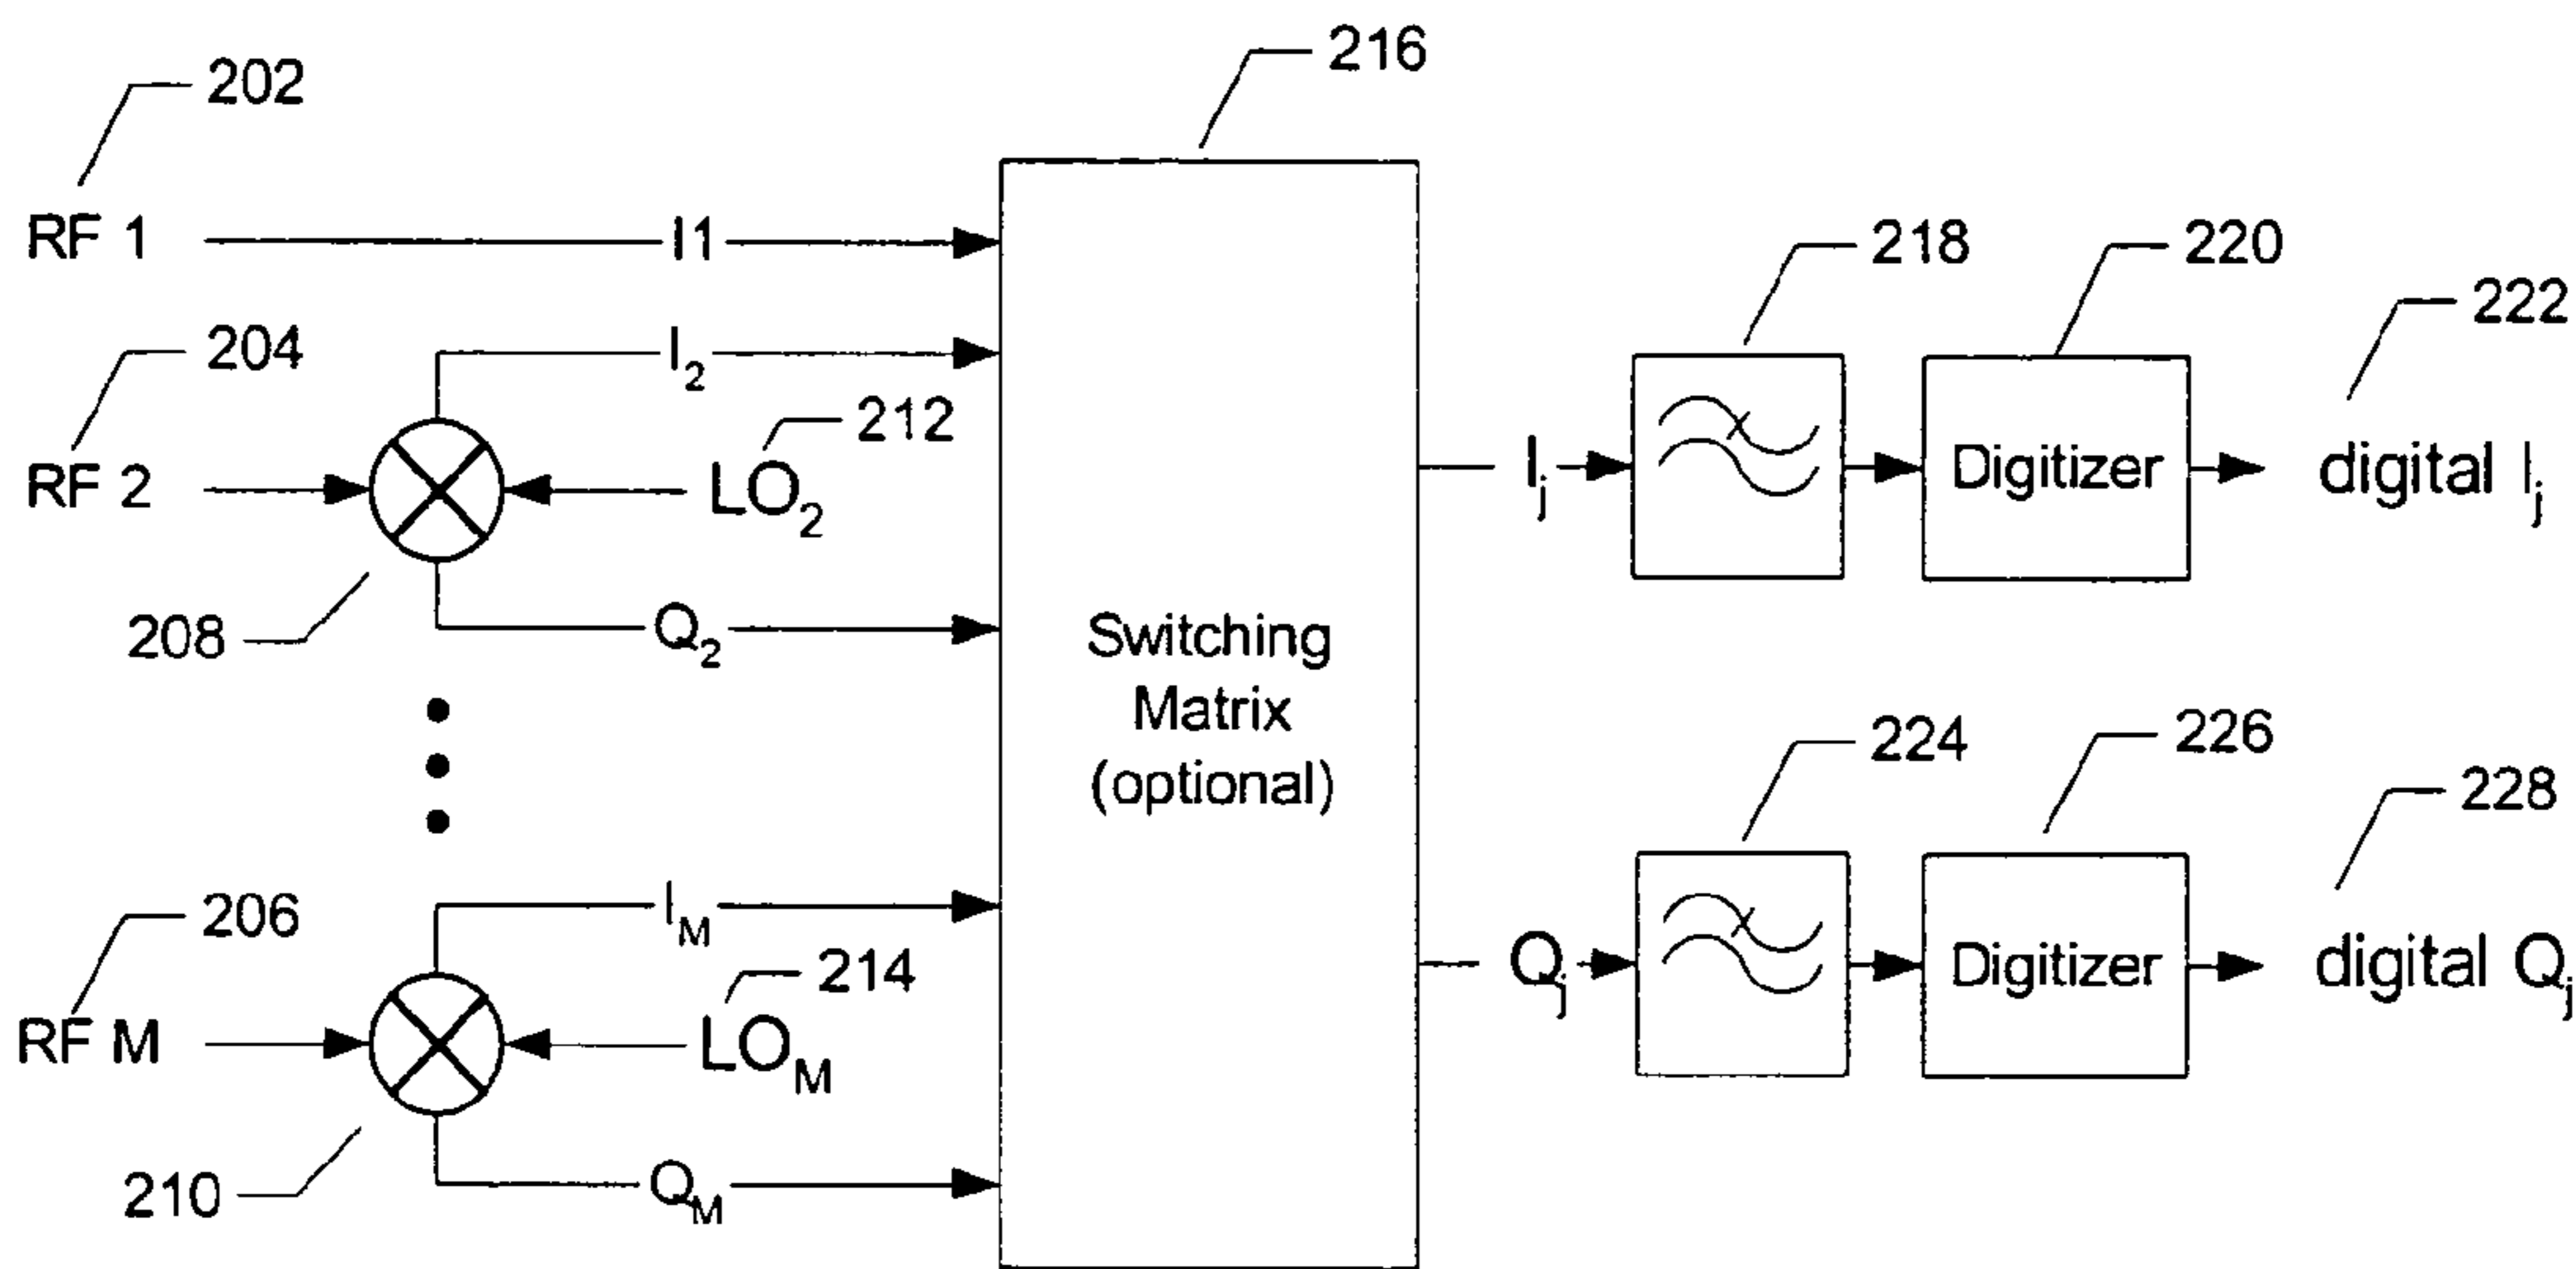 216
202
RF 1
I1
218
220
222
204
I2
212
RF 2
LO2
Ij
Digitizer
digital Ij
208
Q2
Switching
Matrix
(optional)
224
226
228
206
IM
214
RF M
LOM
Qj
Digitizer
digital Qj
210
QM